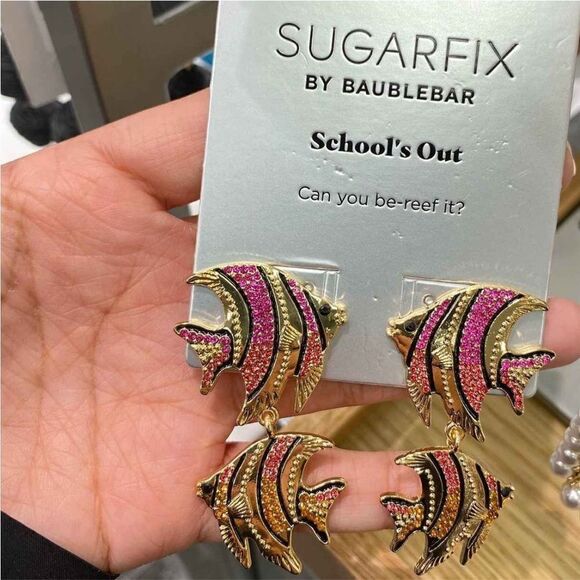 SUGARFIX
BY BAUBLEBAR
School's Out
Can you be-reef it?